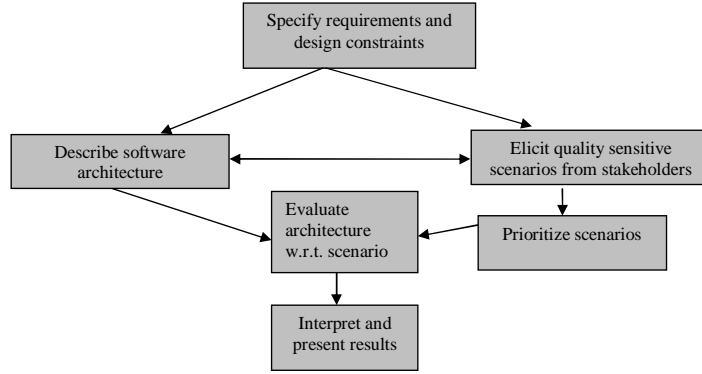 Specify requirements and
design constraints
Describe software
architecture
Elicit quality sensitive
scenarios from stakeholders
Evaluate
architecture
w.r.t. scenario
Prioritize scenarios
Interpret and
present results